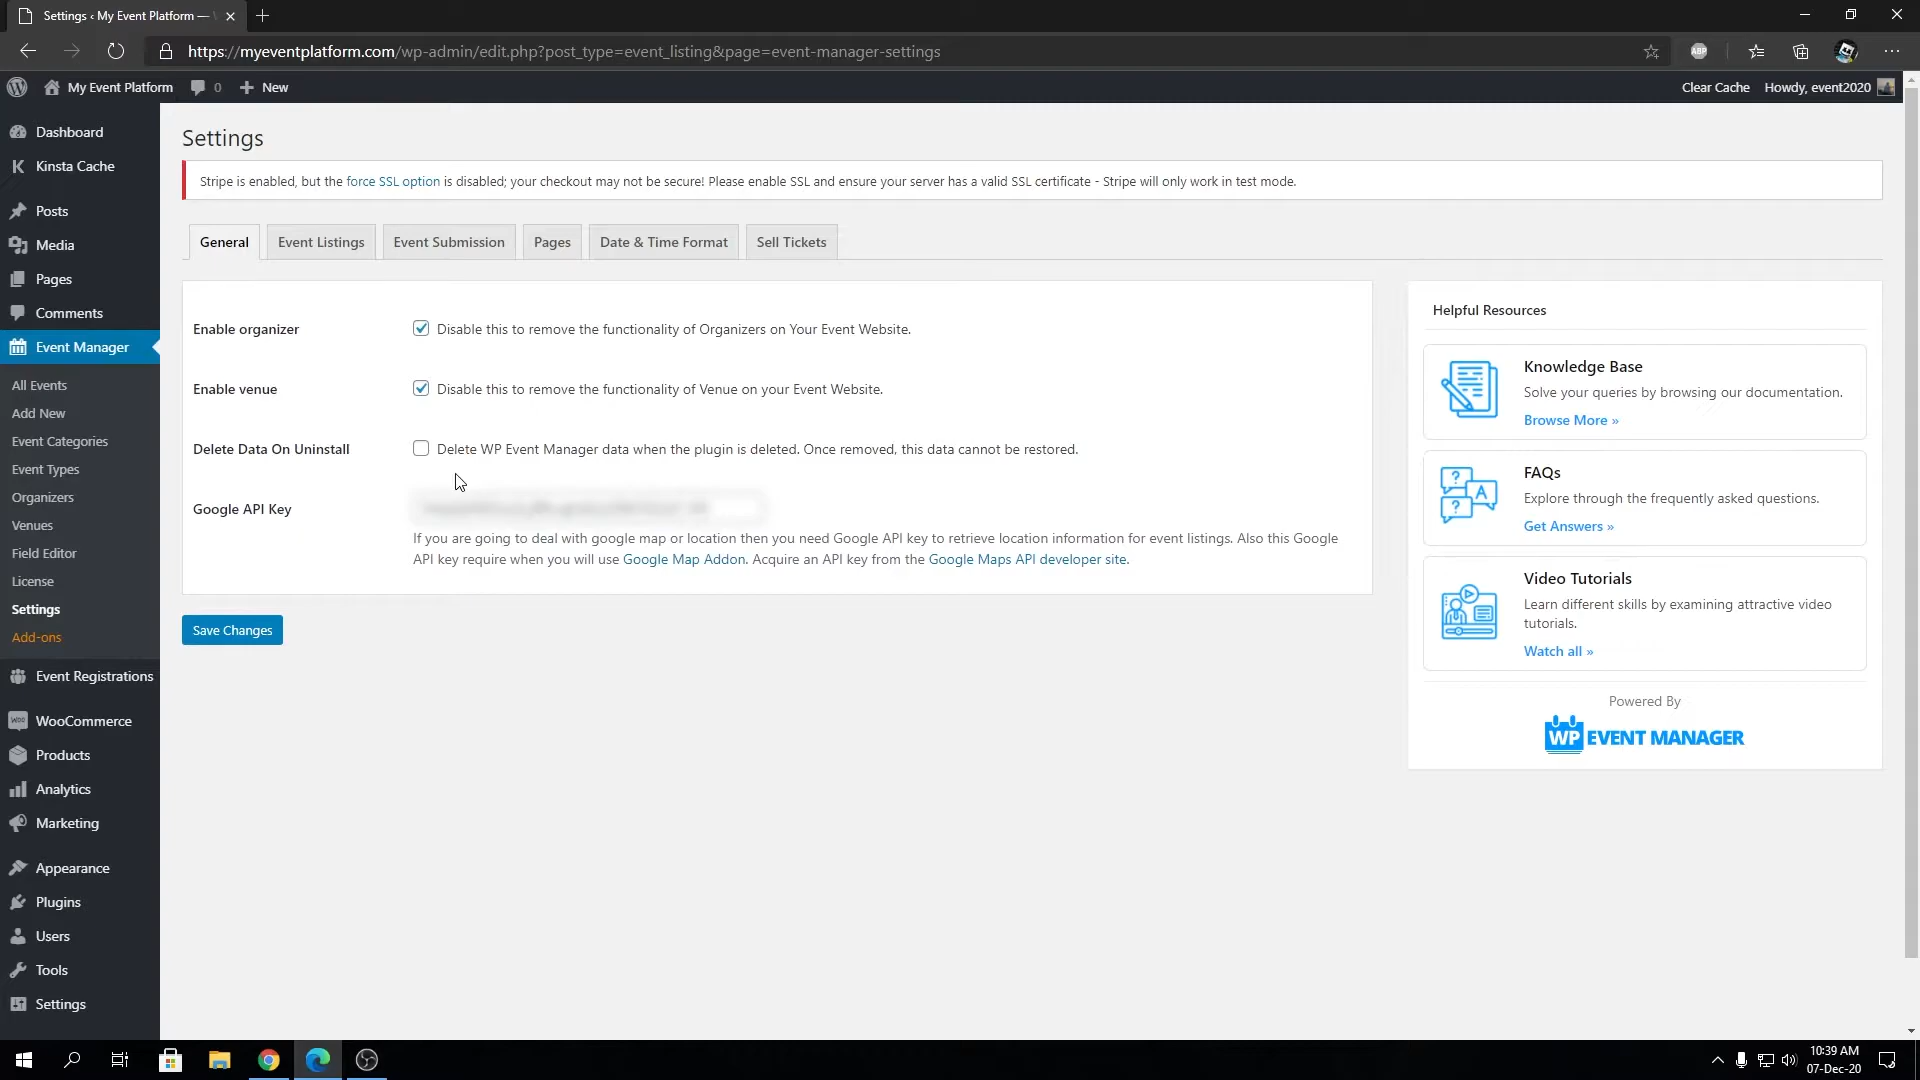 Settings ‹ My Event Platform —
https://myeventplatform.com/wp-admin/edit.php?post_type=event_listing&page=event-manager-settings
ABP
My Event Platform 0 New
Clear Cache Howdy, event2020
Dashboard
Kinsta Cache
Posts
Media
Pages
Comments
Event Manager
All Events
Add New
Event Categories
Event Types
Organizers
Venues
Field Editor
License
Settings
Add-ons
Event Registrations
WooCommerce
Products
Analytics
Marketing
Appearance
Plugins
Users
Tools
Settings
Settings
Stripe is enabled, but the force SSL option is disabled; your checkout may not be secure! Please enable SSL and ensure your server has a valid SSL certificate - Stripe will only work in test mode.
General Event Listings Event Submission Pages Date & Time Format Sell Tickets
Enable organizer Disable this to remove the functionality of Organizers on Your Event Website.
Enable venue Disable this to remove the functionality of Venue on your Event Website.
Delete Data On Uninstall Delete WP Event Manager data when the plugin is deleted. Once removed, this data cannot be restored.
Google API Key
If you are going to deal with google map or location then you need Google API key to retrieve location information for event listings. Also this Google
API key require when you will use Google Map Addon. Acquire an API key from the Google Maps API developer site.
Save Changes
Helpful Resources
Knowledge Base
Solve your queries by browsing our documentation.
Browse More »
FAQs
Explore through the frequently asked questions.
Get Answers »
Video Tutorials
Learn different skills by examining attractive video
tutorials.
Watch all »
Powered By
WP EVENT MANAGER
10:39 AM
07-Dec-20